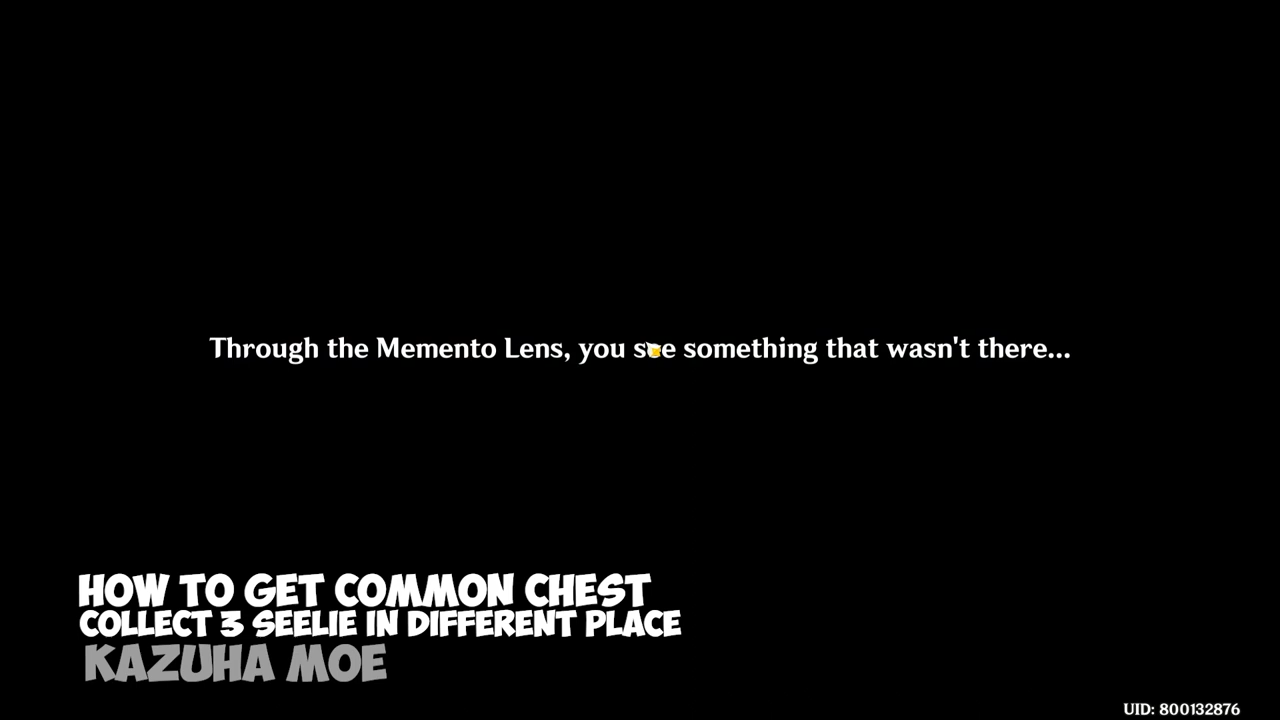 Through the Memento Lens, you see something that wasn't there...
HOW TO GET COMMON CHEST
COLLECT 3 SEELIE IN DIFFERENT PLACE
KAZUHA MOE
UID: 800132876